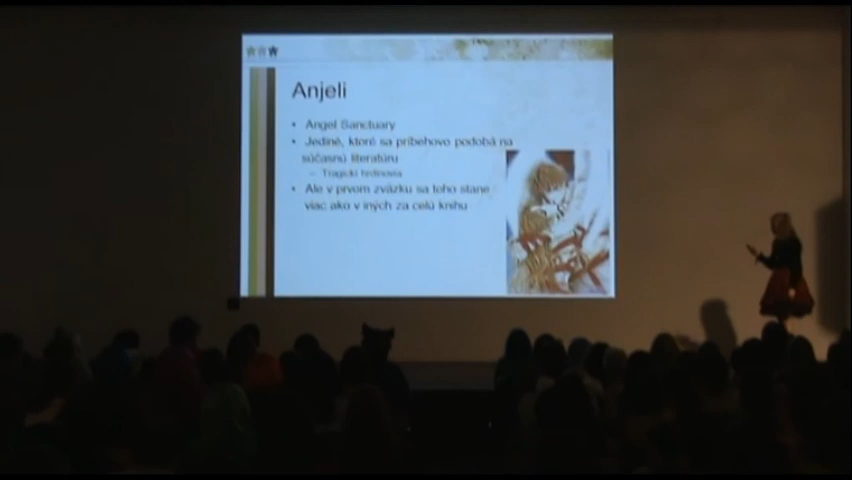 Anjeli
• Angel Sanctuary
• Jediné, ktoré sa príbehovo podobá na
súčasnú literatúru
– Tragickí hrdinovia
• Ale v prvom zväzku sa toho stane
viac ako v iných za celú knihu